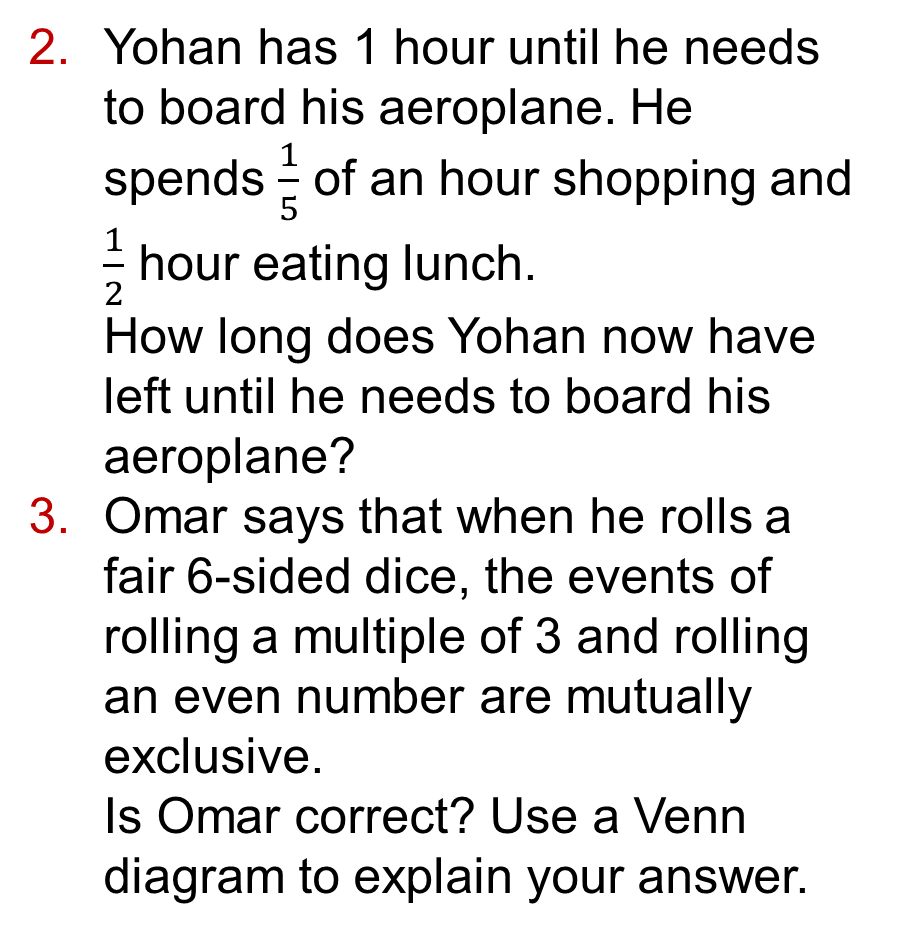 2. Yohan has 1 hour until he needs
to board his aeroplane. He
spends 1/5 of an hour shopping and
1/2 hour eating lunch.
How long does Yohan now have
left until he needs to board his
aeroplane?
3. Omar says that when he rolls a
fair 6-sided dice, the events of
rolling a multiple of 3 and rolling
an even number are mutually
exclusive.
Is Omar correct? Use a Venn
diagram to explain your answer.